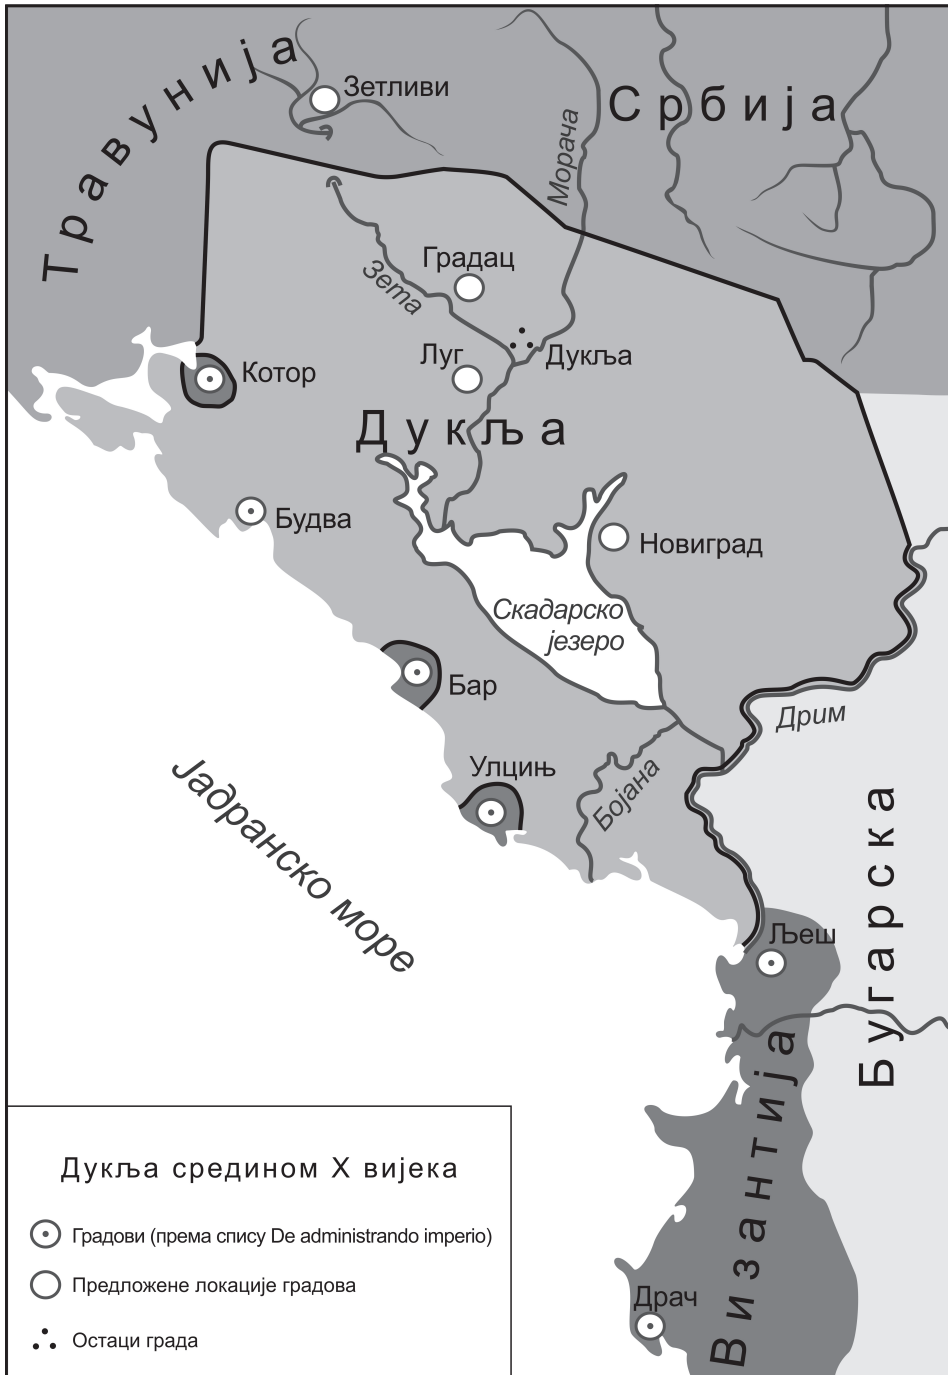 Травунија
Зетливи
Србија
Морача
Градац
Зета
Луг
Дукља
Котор
Дукља
Будва
Новиград
Скадарско
језеро
Бар
Дрим
Улцињ
Бојана
Јадранско море
Љеш
Бугарска
Византија
Драч
Дукља средином X вијека
Градови (према спису De administrando imperio)
Предложене локације градова
Остаци града